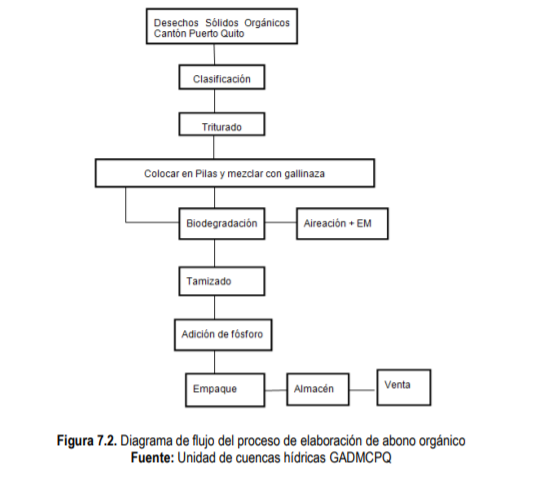 Desechos Sólidos Orgánicos
Cantón Puerto Quito
Clasificación
Triturado
Colocar en Pilas y mezclar con gallinaza
Biodegradación
Aireación + EM
Tamizado
Adición de fósforo
Empaque
Almacén
Venta
Figura 7.2. Diagrama de flujo del proceso de elaboración de abono orgánico
Fuente: Unidad de cuencas hídricas GADMCPQ